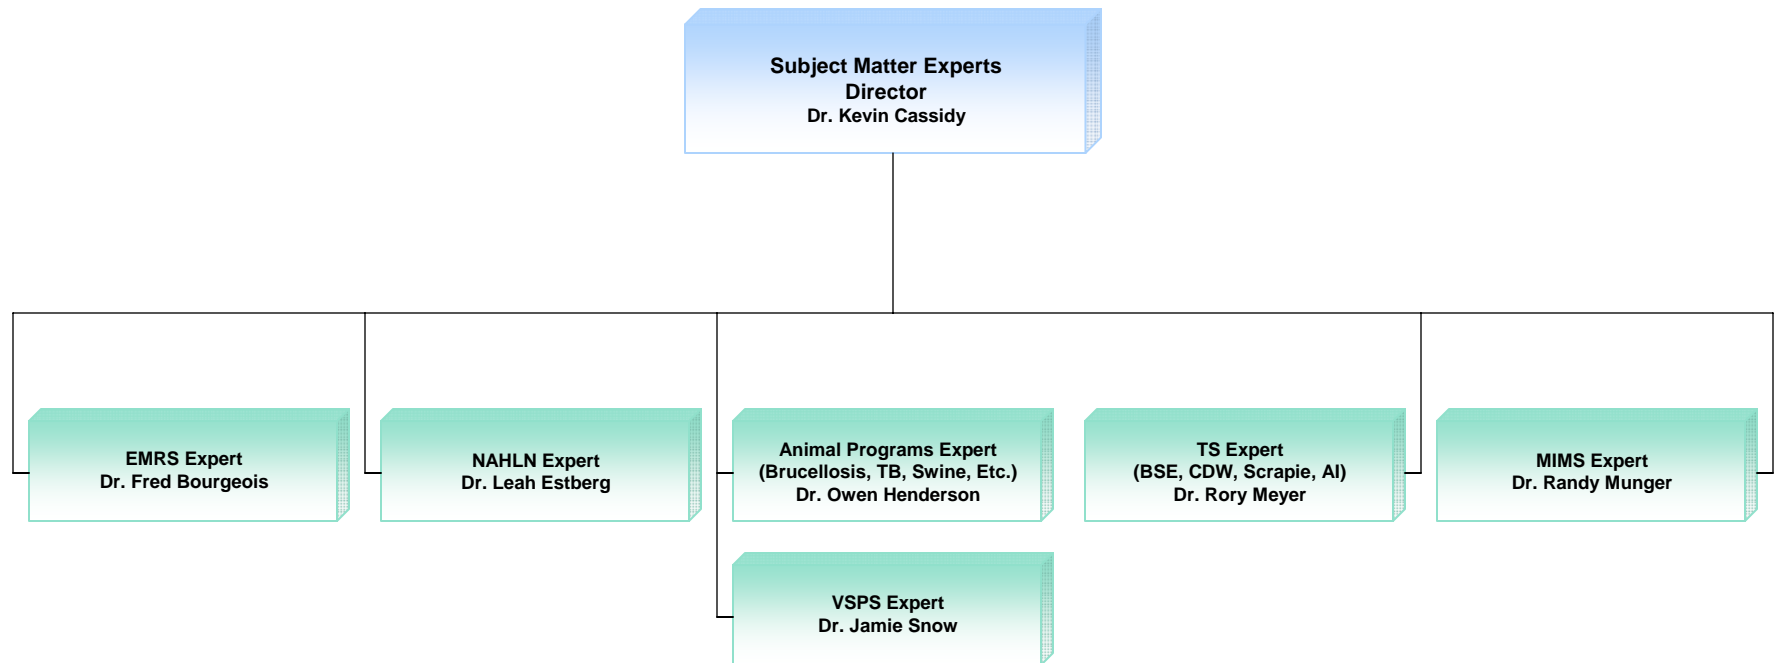 Subject Matter Experts
Director
Dr. Kevin Cassidy
EMRS Expert
Dr. Fred Bourgeois
NAHLN Expert
Dr. Leah Estberg
Animal Programs Expert
(Brucellosis, TB, Swine, Etc.)
Dr. Owen Henderson
TS Expert
(BSE, CDW, Scrapie, AI)
Dr. Rory Meyer
MIMS Expert
Dr. Randy Munger
VSPS Expert
Dr. Jamie Snow